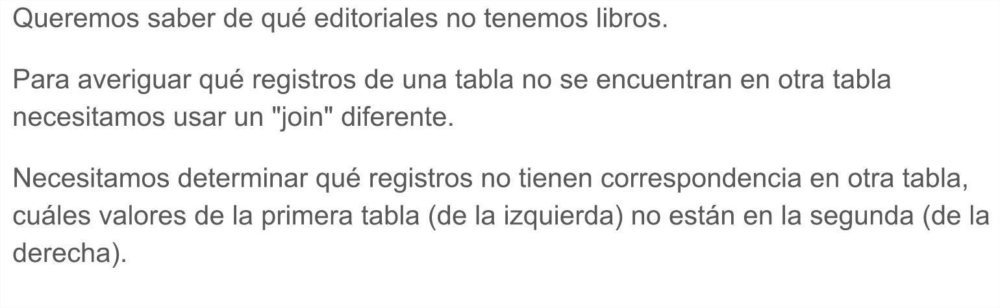 Queremos saber de qué editoriales no tenemos libros.
Para averiguar qué registros de una tabla no se encuentran en otra tabla
necesitamos usar un "join" diferente.
Necesitamos determinar qué registros no tienen correspondencia en otra tabla,
cuáles valores de la primera tabla (de la izquierda) no están en la segunda (de la
derecha).